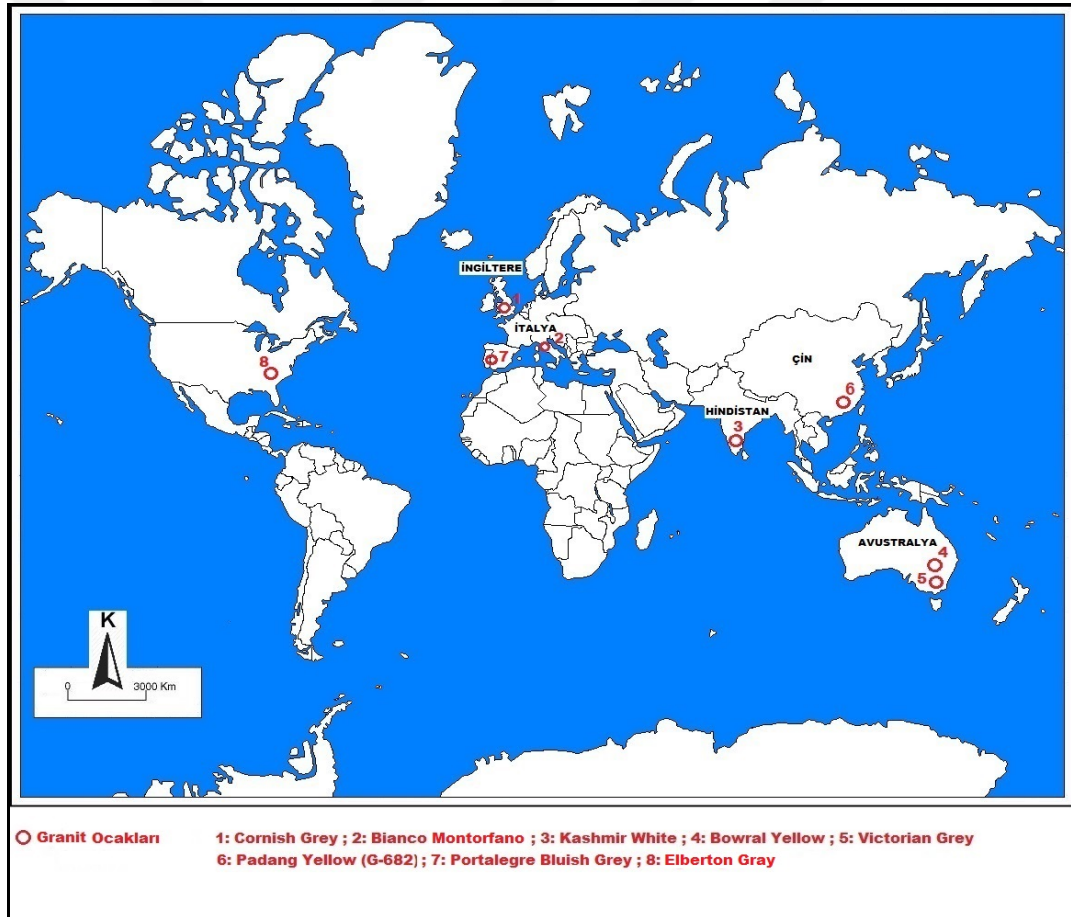 İNGİLTERE
1
İTALYA
2
7
8
ÇİN
6
HİNDİSTAN
3
AVUSTRALYA
4
5
K
0 3000 Km
Granit Ocakları
1: Cornish Grey ; 2: Bianco Montorfano ; 3: Kashmir White ; 4: Bowral Yellow ; 5: Victorian Grey
6: Padang Yellow (G-682) ; 7: Portalegre Bluish Grey ; 8: Elberton Gray